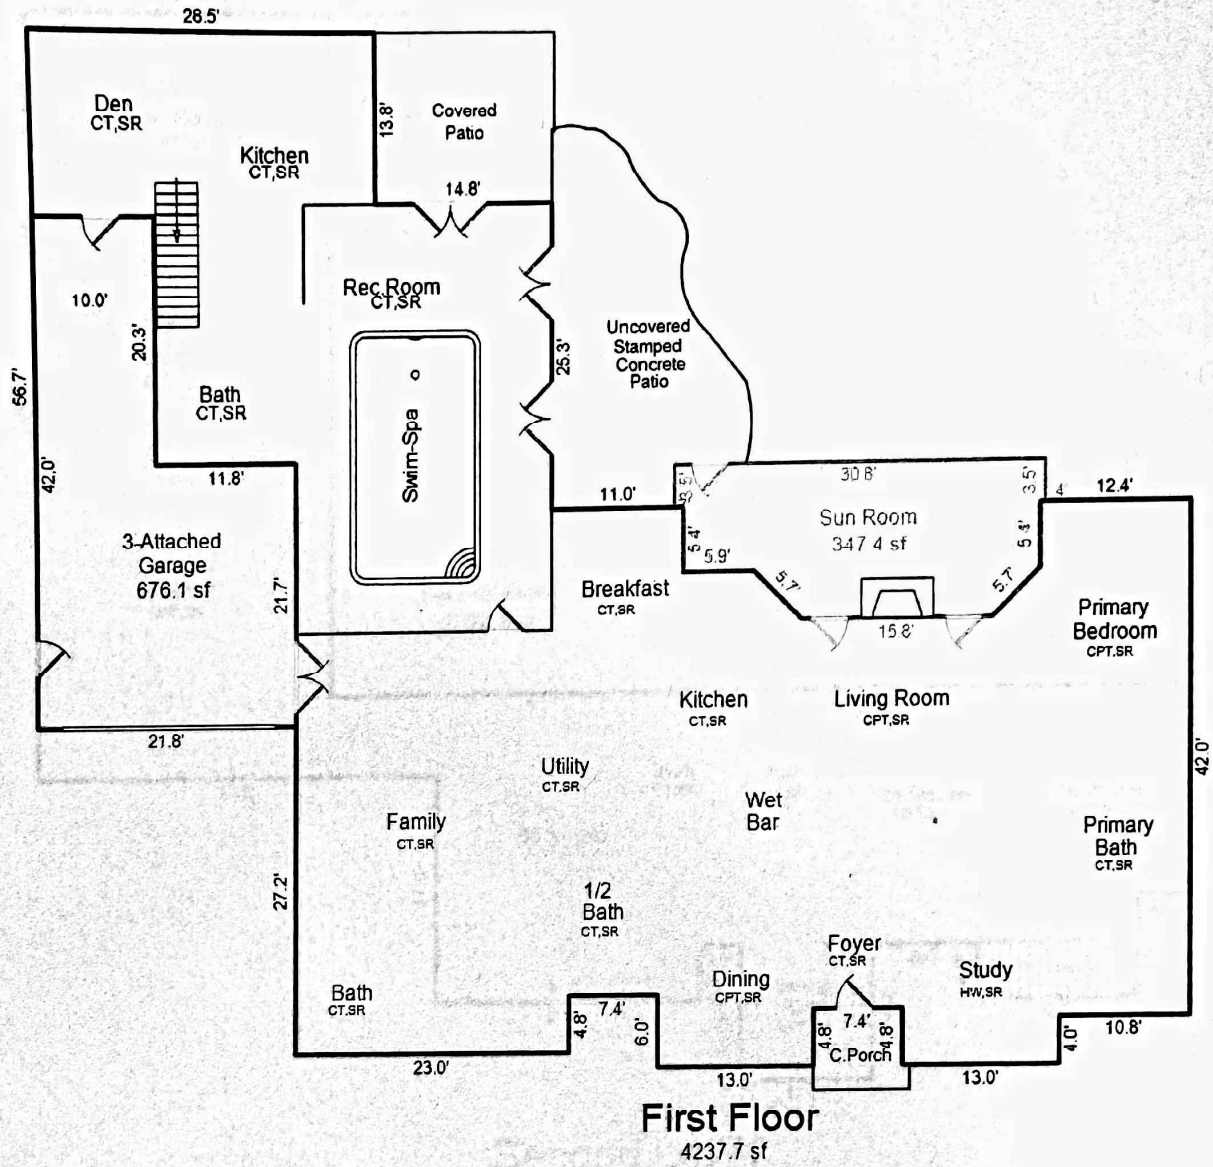 28.5'
Den
CT,SR
Kitchen
CT,SR
13.8'
Covered
Patio
14.8'
10.0'
20.3'
Rec.Room
CT,SR
56.7'
42.0'
Bath
CT,SR
11.8'
Swim-Spa
25.3'
Uncovered
Stamped
Concrete
Patio
3-Attached
Garage
676.1 sf
21.7'
21.8'
11.0'
3.5'
30.8'
3.5'
4'
12.4'
Sun Room
347.4 sf
5.4'
5.9'
5.7'
15.8'
5.7'
5.4'
Breakfast
CT,SR
Primary
Bedroom
CPT,SR
Kitchen
CT,SR
Living Room
CPT,SR
42.0'
Utility
CT,SR
Wet
Bar
Family
CT,SR
Primary
Bath
CT,SR
27.2'
1/2
Bath
CT,SR
Foyer
CT,SR
Dining
CPT,SR
Study
HW,SR
Bath
CT,SR
4.8'
7.4'
6.0'
4.8'
7.4'
4.8'
C.Porch
4.0'
10.8'
23.0'
13.0'
13.0'
First Floor
4237.7 sf